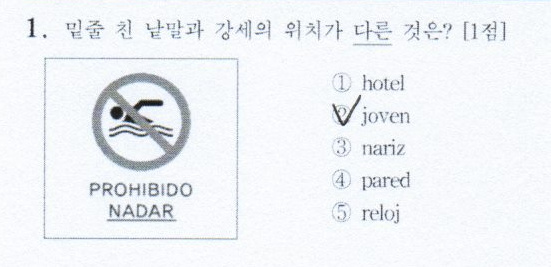 1. 밑줄 친 낱말과 강세의 위치가 다른 것은? [1점]
PROHIBIDO
NADAR
① hotel
② joven
③ nariz
④ pared
⑤ reloj